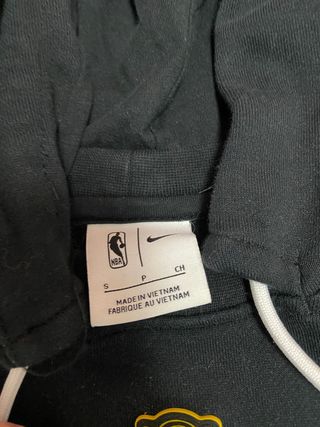 NBA
S P CH
MADE IN VIETNAM
FABRIQUE AU VIETNAM